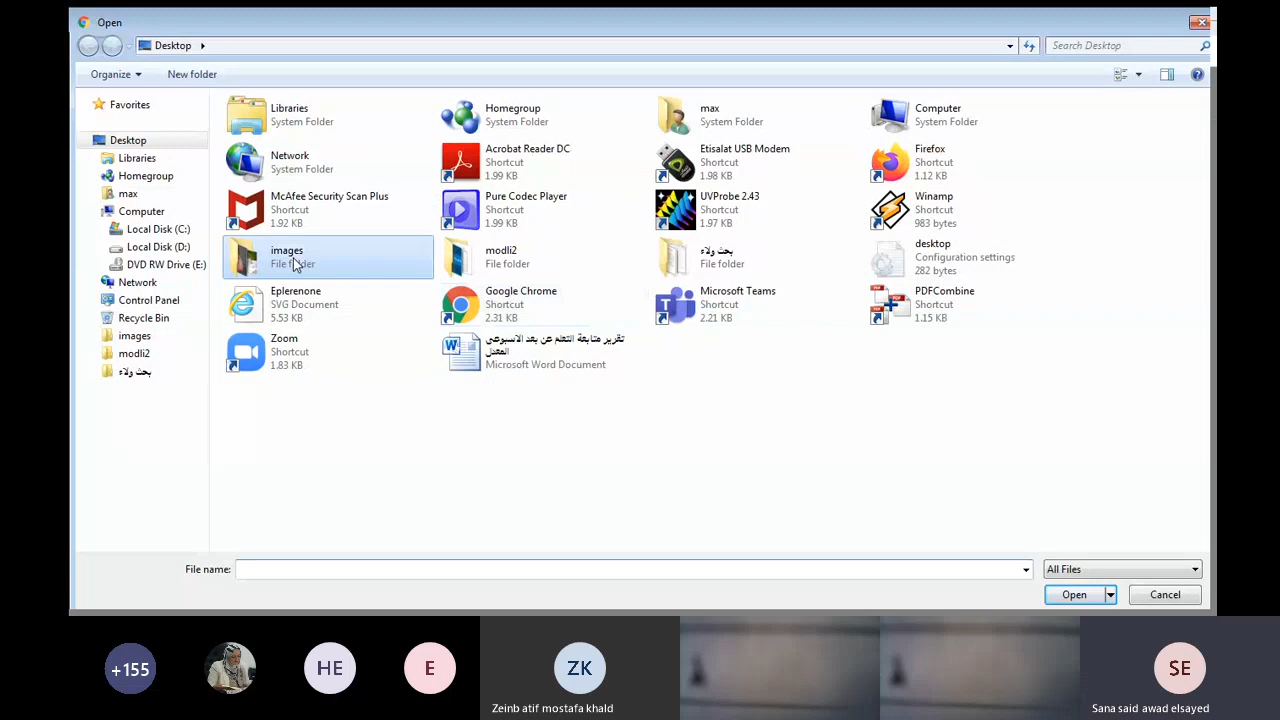 Open
Desktop
Search Desktop
Organize
New folder
Favorites
Desktop
Libraries
Homegroup
max
Computer
Local Disk (C:)
Local Disk (D:)
DVD RW Drive (E:)
Network
Control Panel
Recycle Bin
images
modli2
بحث ولاء
Libraries
System Folder
Homegroup
System Folder
max
System Folder
Computer
System Folder
Network
System Folder
Acrobat Reader DC
Shortcut
1.99 KB
Etisalat USB Modem
Shortcut
1.98 KB
Firefox
Shortcut
1.12 KB
McAfee Security Scan Plus
Shortcut
1.92 KB
Pure Codec Player
Shortcut
1.99 KB
UVProbe 2.43
Shortcut
1.97 KB
Winamp
Shortcut
983 bytes
images
File folder
modli2
File folder
بحث ولاء
File folder
desktop
Configuration settings
282 bytes
Eplerenone
SVG Document
5.53 KB
Google Chrome
Shortcut
2.31 KB
Microsoft Teams
Shortcut
2.21 KB
PDFCombine
Shortcut
1.15 KB
Zoom
Shortcut
1.83 KB
تقرير متابعة التعلم عن بعد الاسبوعى
المعدل
Microsoft Word Document
File name:
All Files
Open
Cancel
+155
HE
E
ZK
Zeinb atif mostafa khald
SE
Sana said awad elsayed